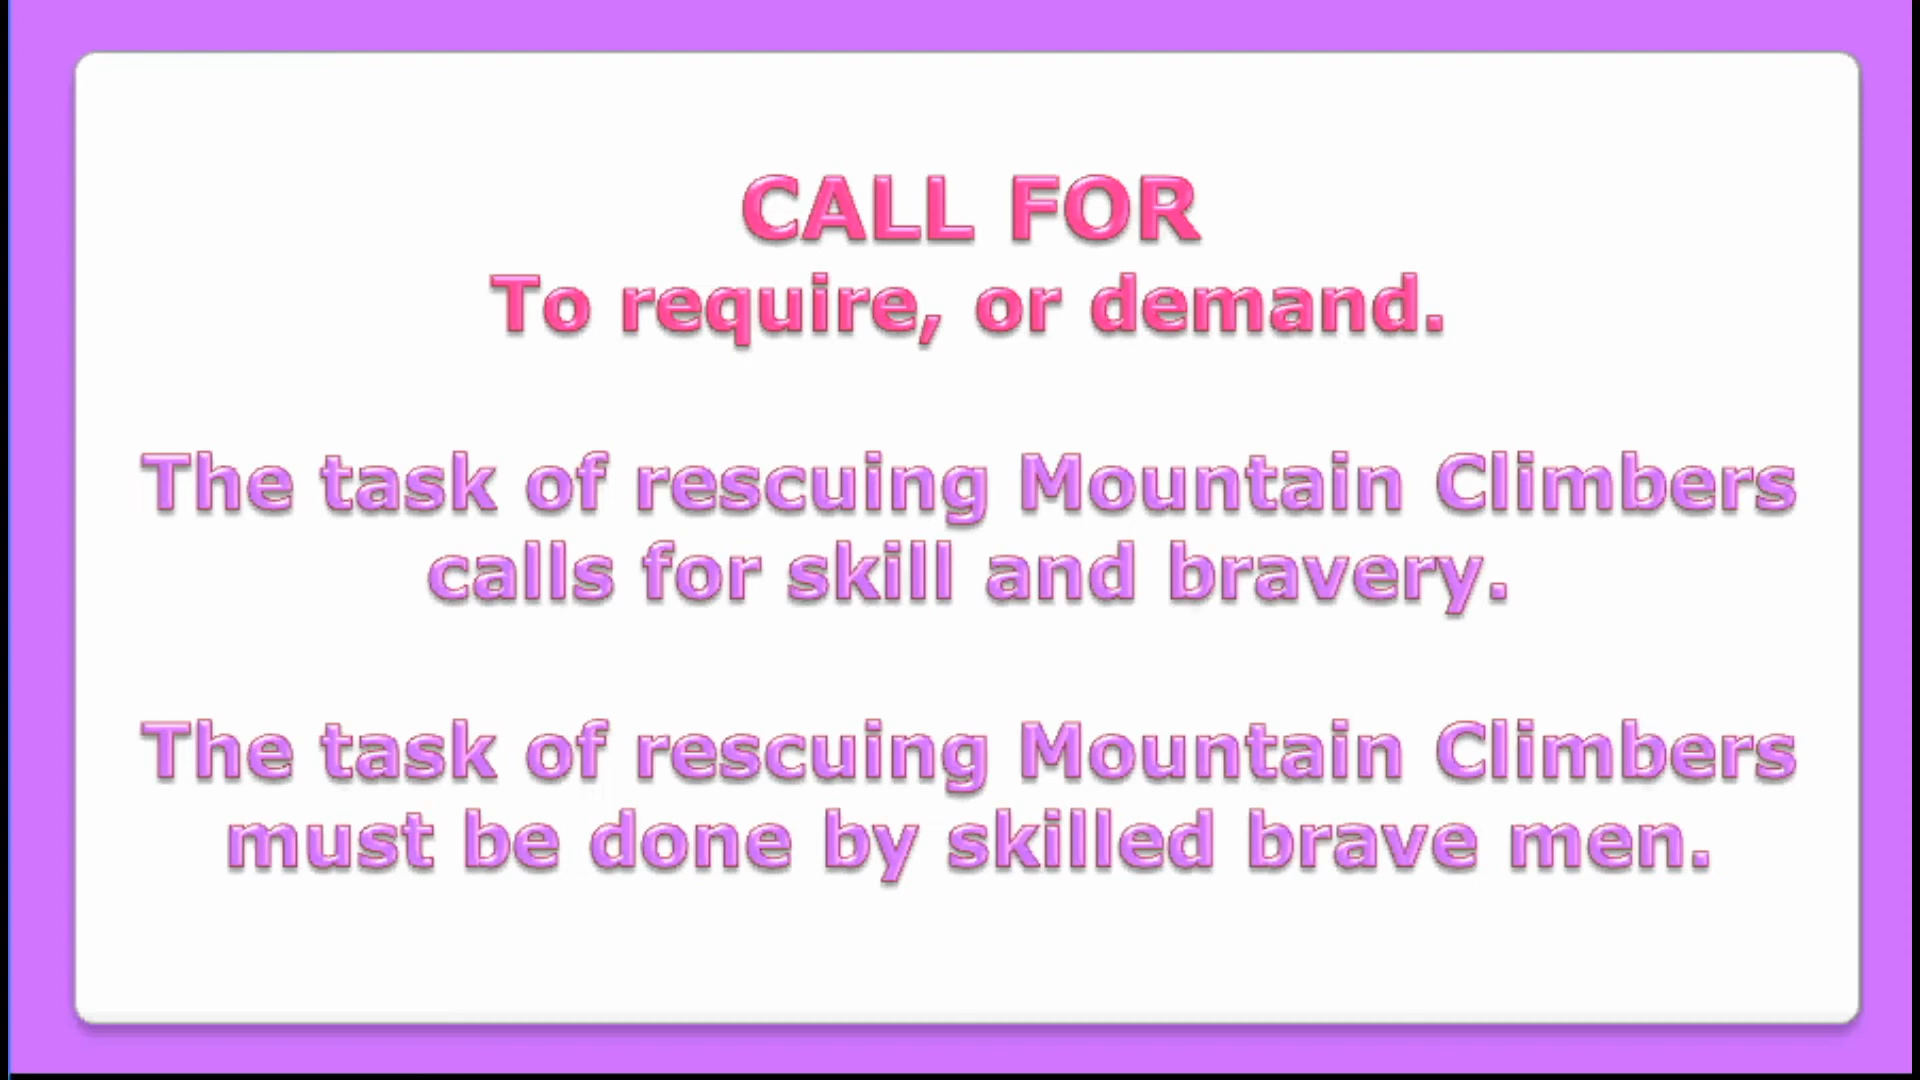 CALL FOR
To require, or demand.
The task of rescuing Mountain Climbers
calls for skill and bravery.
The task of rescuing Mountain Climbers
must be done by skilled brave men.